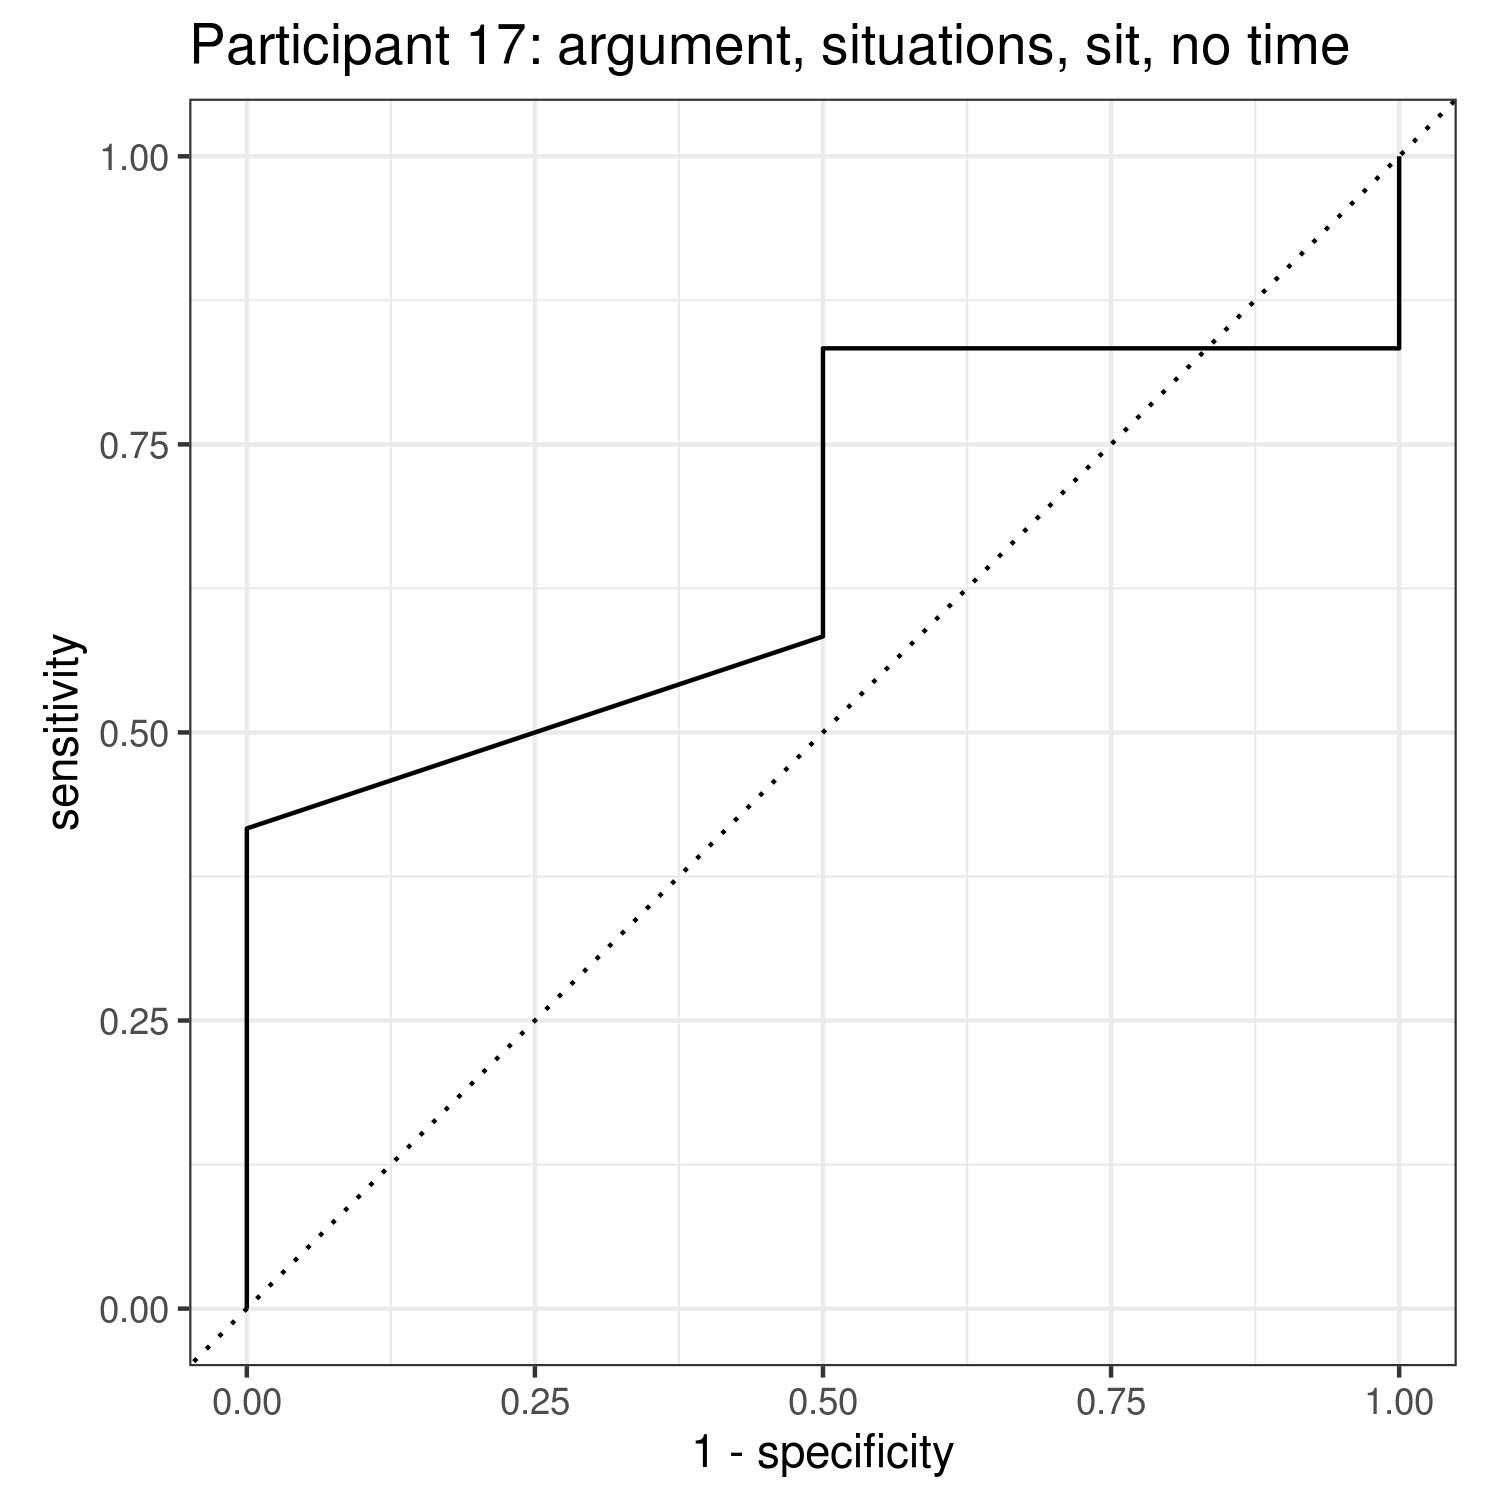 Participant 17: argument, situations, sit, no time
1.00
0.75
0.50
0.25
0.00
sensitivity
0.00 0.25 0.50 0.75 1.00
1 - specificity